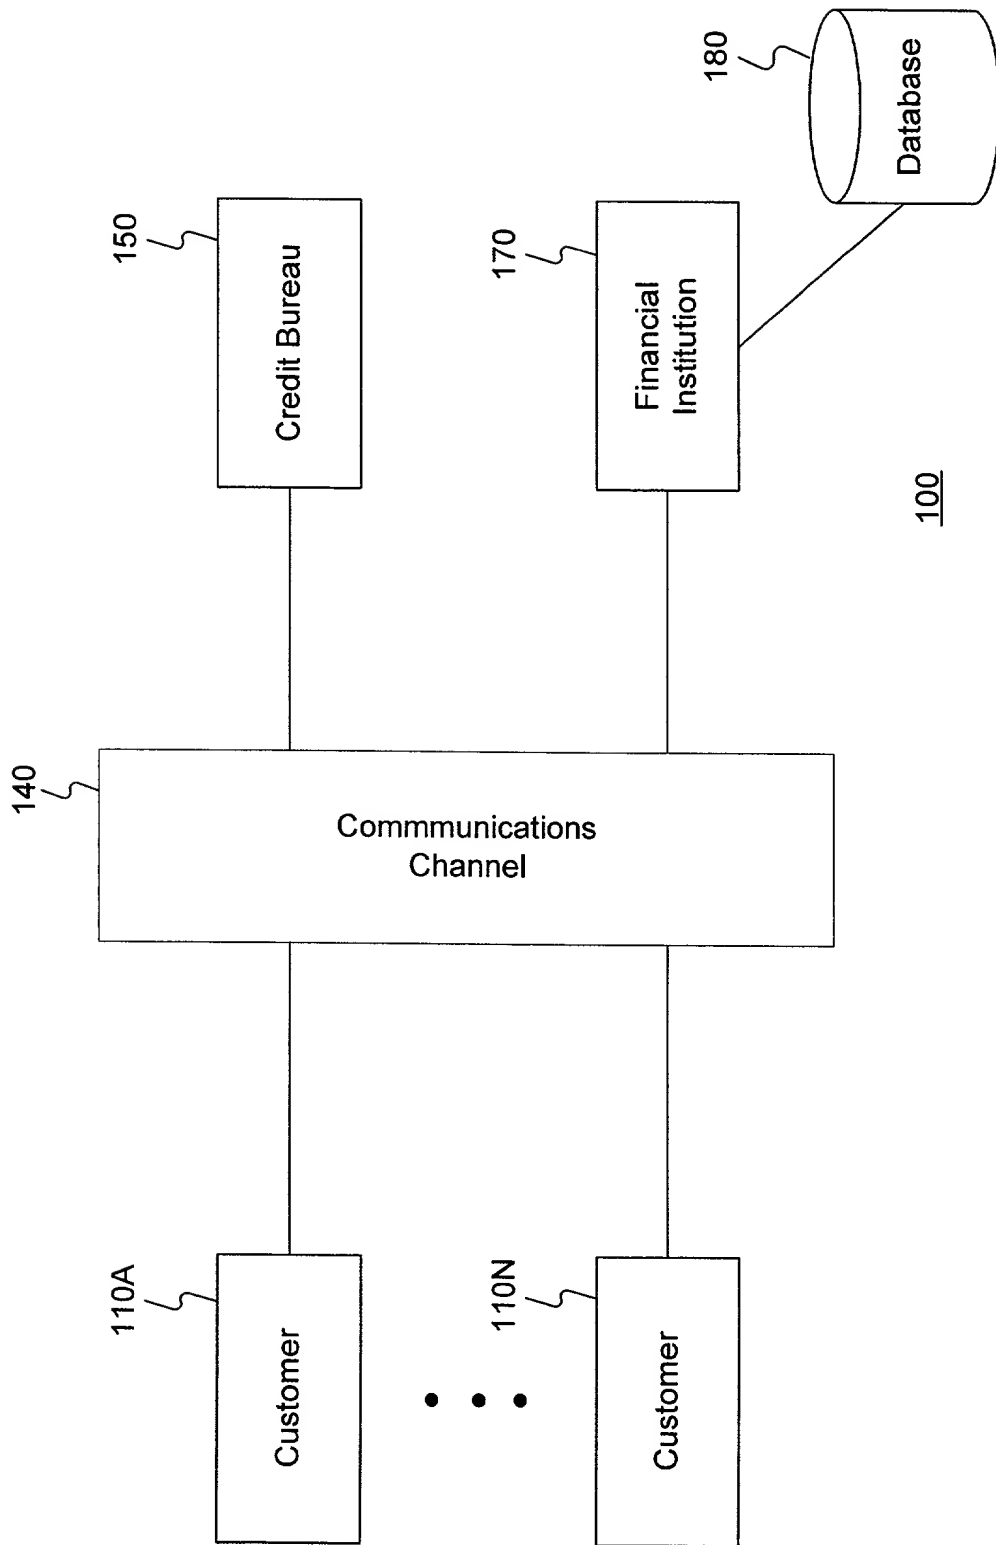 110A
Customer
110N
Customer
140
Commmunications
Channel
150
Credit Bureau
170
Financial
Institution
180
Database
100